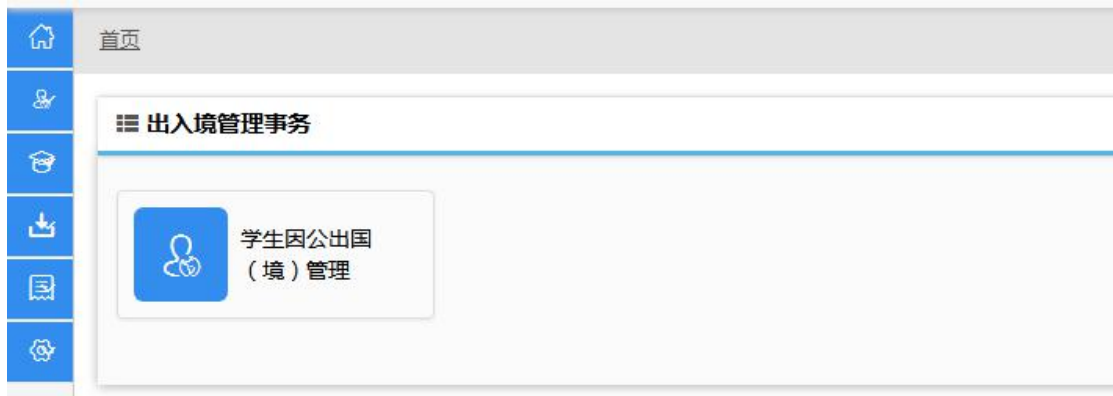 首页
出入境管理事务
学生因公出国
（境）管理